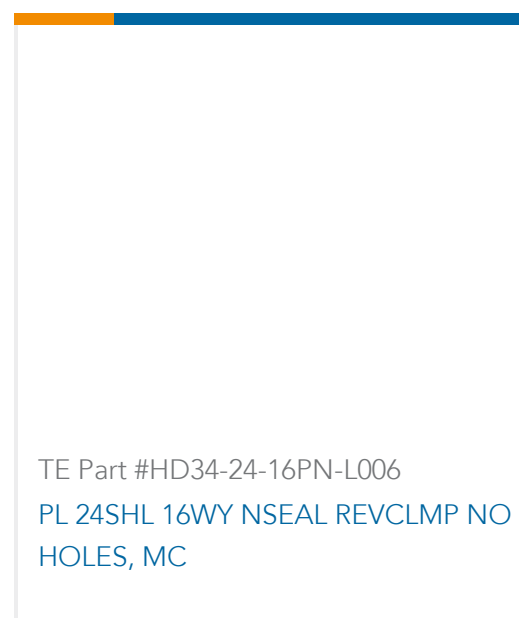 TE Part #HD34-24-16PN-L006
PL 24SHL 16WY NSEAL REVCLMP NO
HOLES, MC